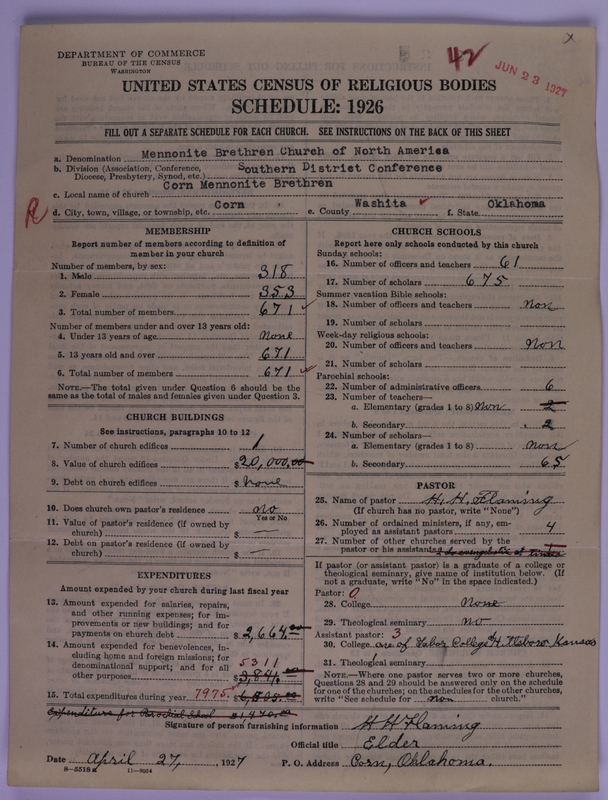 42
x
JUN 23 1927
DEPARTMENT OF COMMERCE
BUREAU OF THE CENSUS
WASHINGTON
UNITED STATES CENSUS OF RELIGIOUS BODIES
SCHEDULE: 1926
FILL OUT A SEPARATE SCHEDULE FOR EACH CHURCH. SEE INSTRUCTIONS ON THE BACK OF THIS SHEET
a. Denomination Mennonite Brethren Church of North America
b. Division (Association, Conference, Diocese, Presbytery, Synod, etc.) Southern District Conference
c. Local name of church Corn Mennonite Brethren
d. City, town, village, or township, etc. Corn e. County Washita f. State Oklahoma
MEMBERSHIP
Report number of members according to definition of
member in your church
Number of members, by sex:
1. Male 318
2. Female 353
3. Total number of members 671
Number of members under and over 13 years old:
4. Under 13 years of age None
5. 13 years old and over 671
6. Total number of members 671
NOTE.—The total given under Question 6 should be
same as the total of males and females given under Question 3.
CHURCH BUILDINGS
See instructions, paragraphs 10 to 12
7. Number of church edifices 1
8. Value of church edifices $20,000.00
9. Debt on church edifices $ none
10. Does church own pastor's residence no
Yes or No
11. Value of pastor's residence (if owned by
church) $ —
12. Debt on pastor's residence (if owned by
church) $ —
EXPENDITURES
Amount expended by your church during last fiscal year
13. Amount expended for salaries, repairs,
and other running expenses; for im-
provements or new buildings; and for
payments on church debt $2,664.00
14. Amount expended for benevolences, in-
cluding home and foreign missions; for
denominational support; and for all
other purposes 5311 $3,841.00
15. Total expenditures during year 7975 $6,505.00
Expenditure for Parochial School $1,470.00
CHURCH SCHOOLS
Report here only schools conducted by this church
Sunday schools:
16. Number of officers and teachers 61
17. Number of scholars 675
Summer vacation Bible schools:
18. Number of officers and teachers Non
19. Number of scholars
Week-day religious schools:
20. Number of officers and teachers Non
21. Number of scholars
Parochial schools:
22. Number of administrative officers 6
23. Number of teachers—
a. Elementary (grades 1 to 8) Non 2
b. Secondary 2
24. Number of scholars—
a. Elementary (grades 1 to 8) non
b. Secondary 65
PASTOR
25. Name of pastor H. H. Flaming
(If church has no pastor, write "None")
26. Number of ordained ministers, if any, em-
ployed as assistant pastors 4
27. Number of other churches served by the
pastor or his assistants
If pastor (or assistant pastor) is a graduate of a college or
theological seminary, give name of institution below. (If
not a graduate, write "No" in the space indicated.)
Pastor: 0
28. College None
29. Theological seminary No
Assistant pastor: 3
30. College one of Tabor College Hillsboro, Kansas
31. Theological seminary
NOTE.—Where one pastor serves two or more churches,
Questions 28 and 29 should be answered only on the schedule
for one of the churches; on the schedules for the other churches,
write "See schedule for non church."
Signature of person furnishing information H H Flaming
Official title Elder
Date April 27, 1927 P. O. Address Corn, Oklahoma.
8—5518a 11—9054